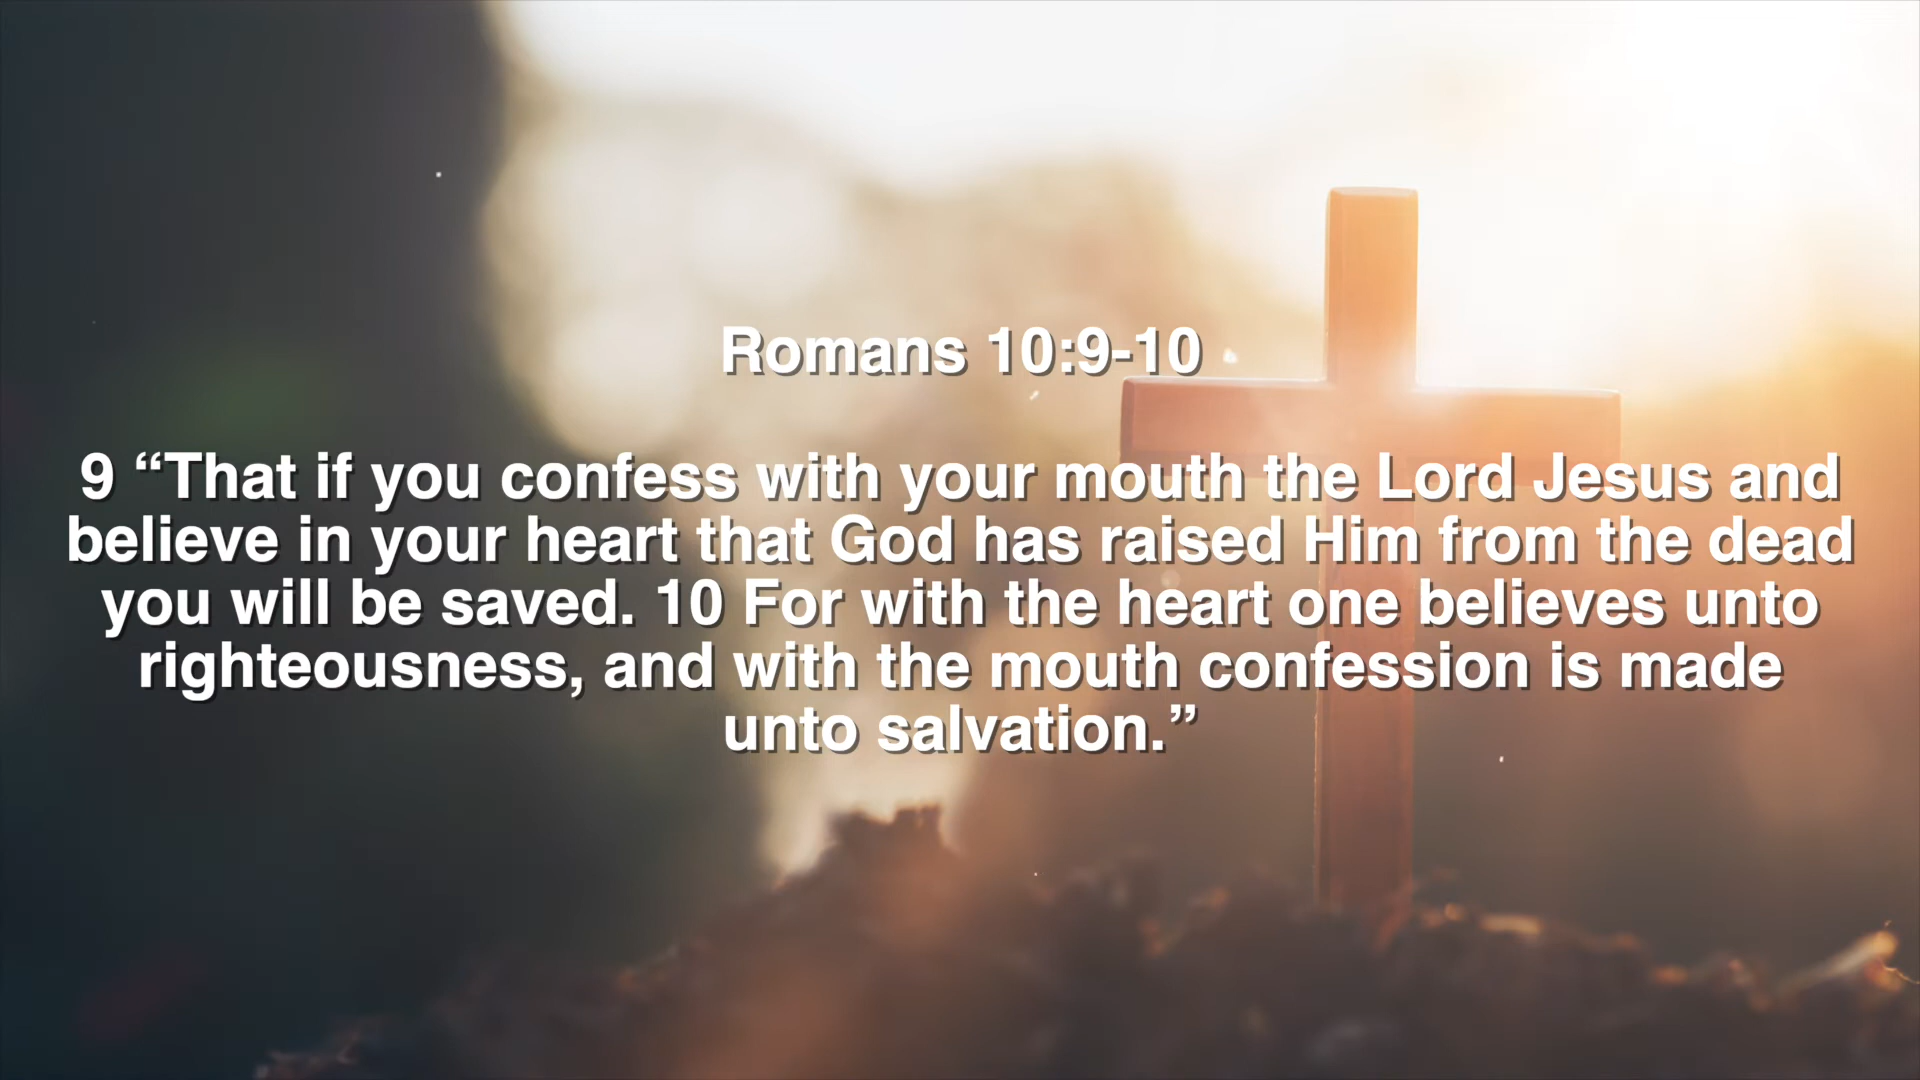 Romans 10:9-10
9 “That if you confess with your mouth the Lord Jesus and
believe in your heart that God has raised Him from the dead
you will be saved. 10 For with the heart one believes unto
righteousness, and with the mouth confession is made
unto salvation.”